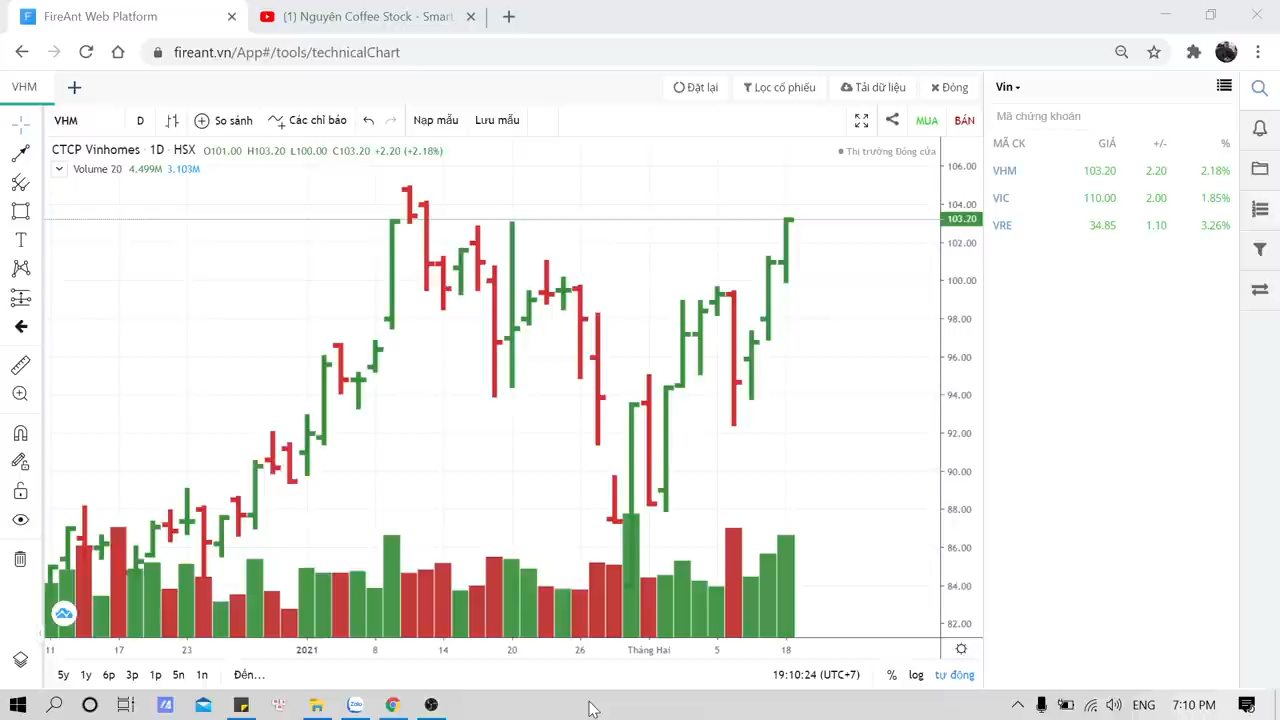 FireAnt Web Platform
(1) Nguyên Coffee Stock - Smart
fireant.vn/App#/tools/technicalChart
VHM
Đặt lại
Lọc cổ phiếu
Tải dữ liệu
Đóng
Vin
VHM
D
So sánh
Các chỉ báo
Nạp mẫu
Lưu mẫu
MUA
BÁN
Mã chứng khoán
CTCP Vinhomes · 1D · HSX O101.00 H103.20 L100.00 C103.20 +2.20 (+2.18%)
Thị trường Đóng cửa
Volume 20 4.499M 3.103M
MÃ CK GIÁ +/- %
VHM 103.20 2.20 2.18%
VIC 110.00 2.00 1.85%
VRE 34.85 1.10 3.26%
106.00
104.00
103.20
102.00
100.00
98.00
96.00
94.00
92.00
90.00
88.00
86.00
84.00
82.00
11 17 23 2021 8 14 20 26 Tháng Hai 5 18
5y 1y 6p 3p 1p 5n 1n Đến...
19:10:24 (UTC+7) % log tự động
Zalo
ENG 7:10 PM